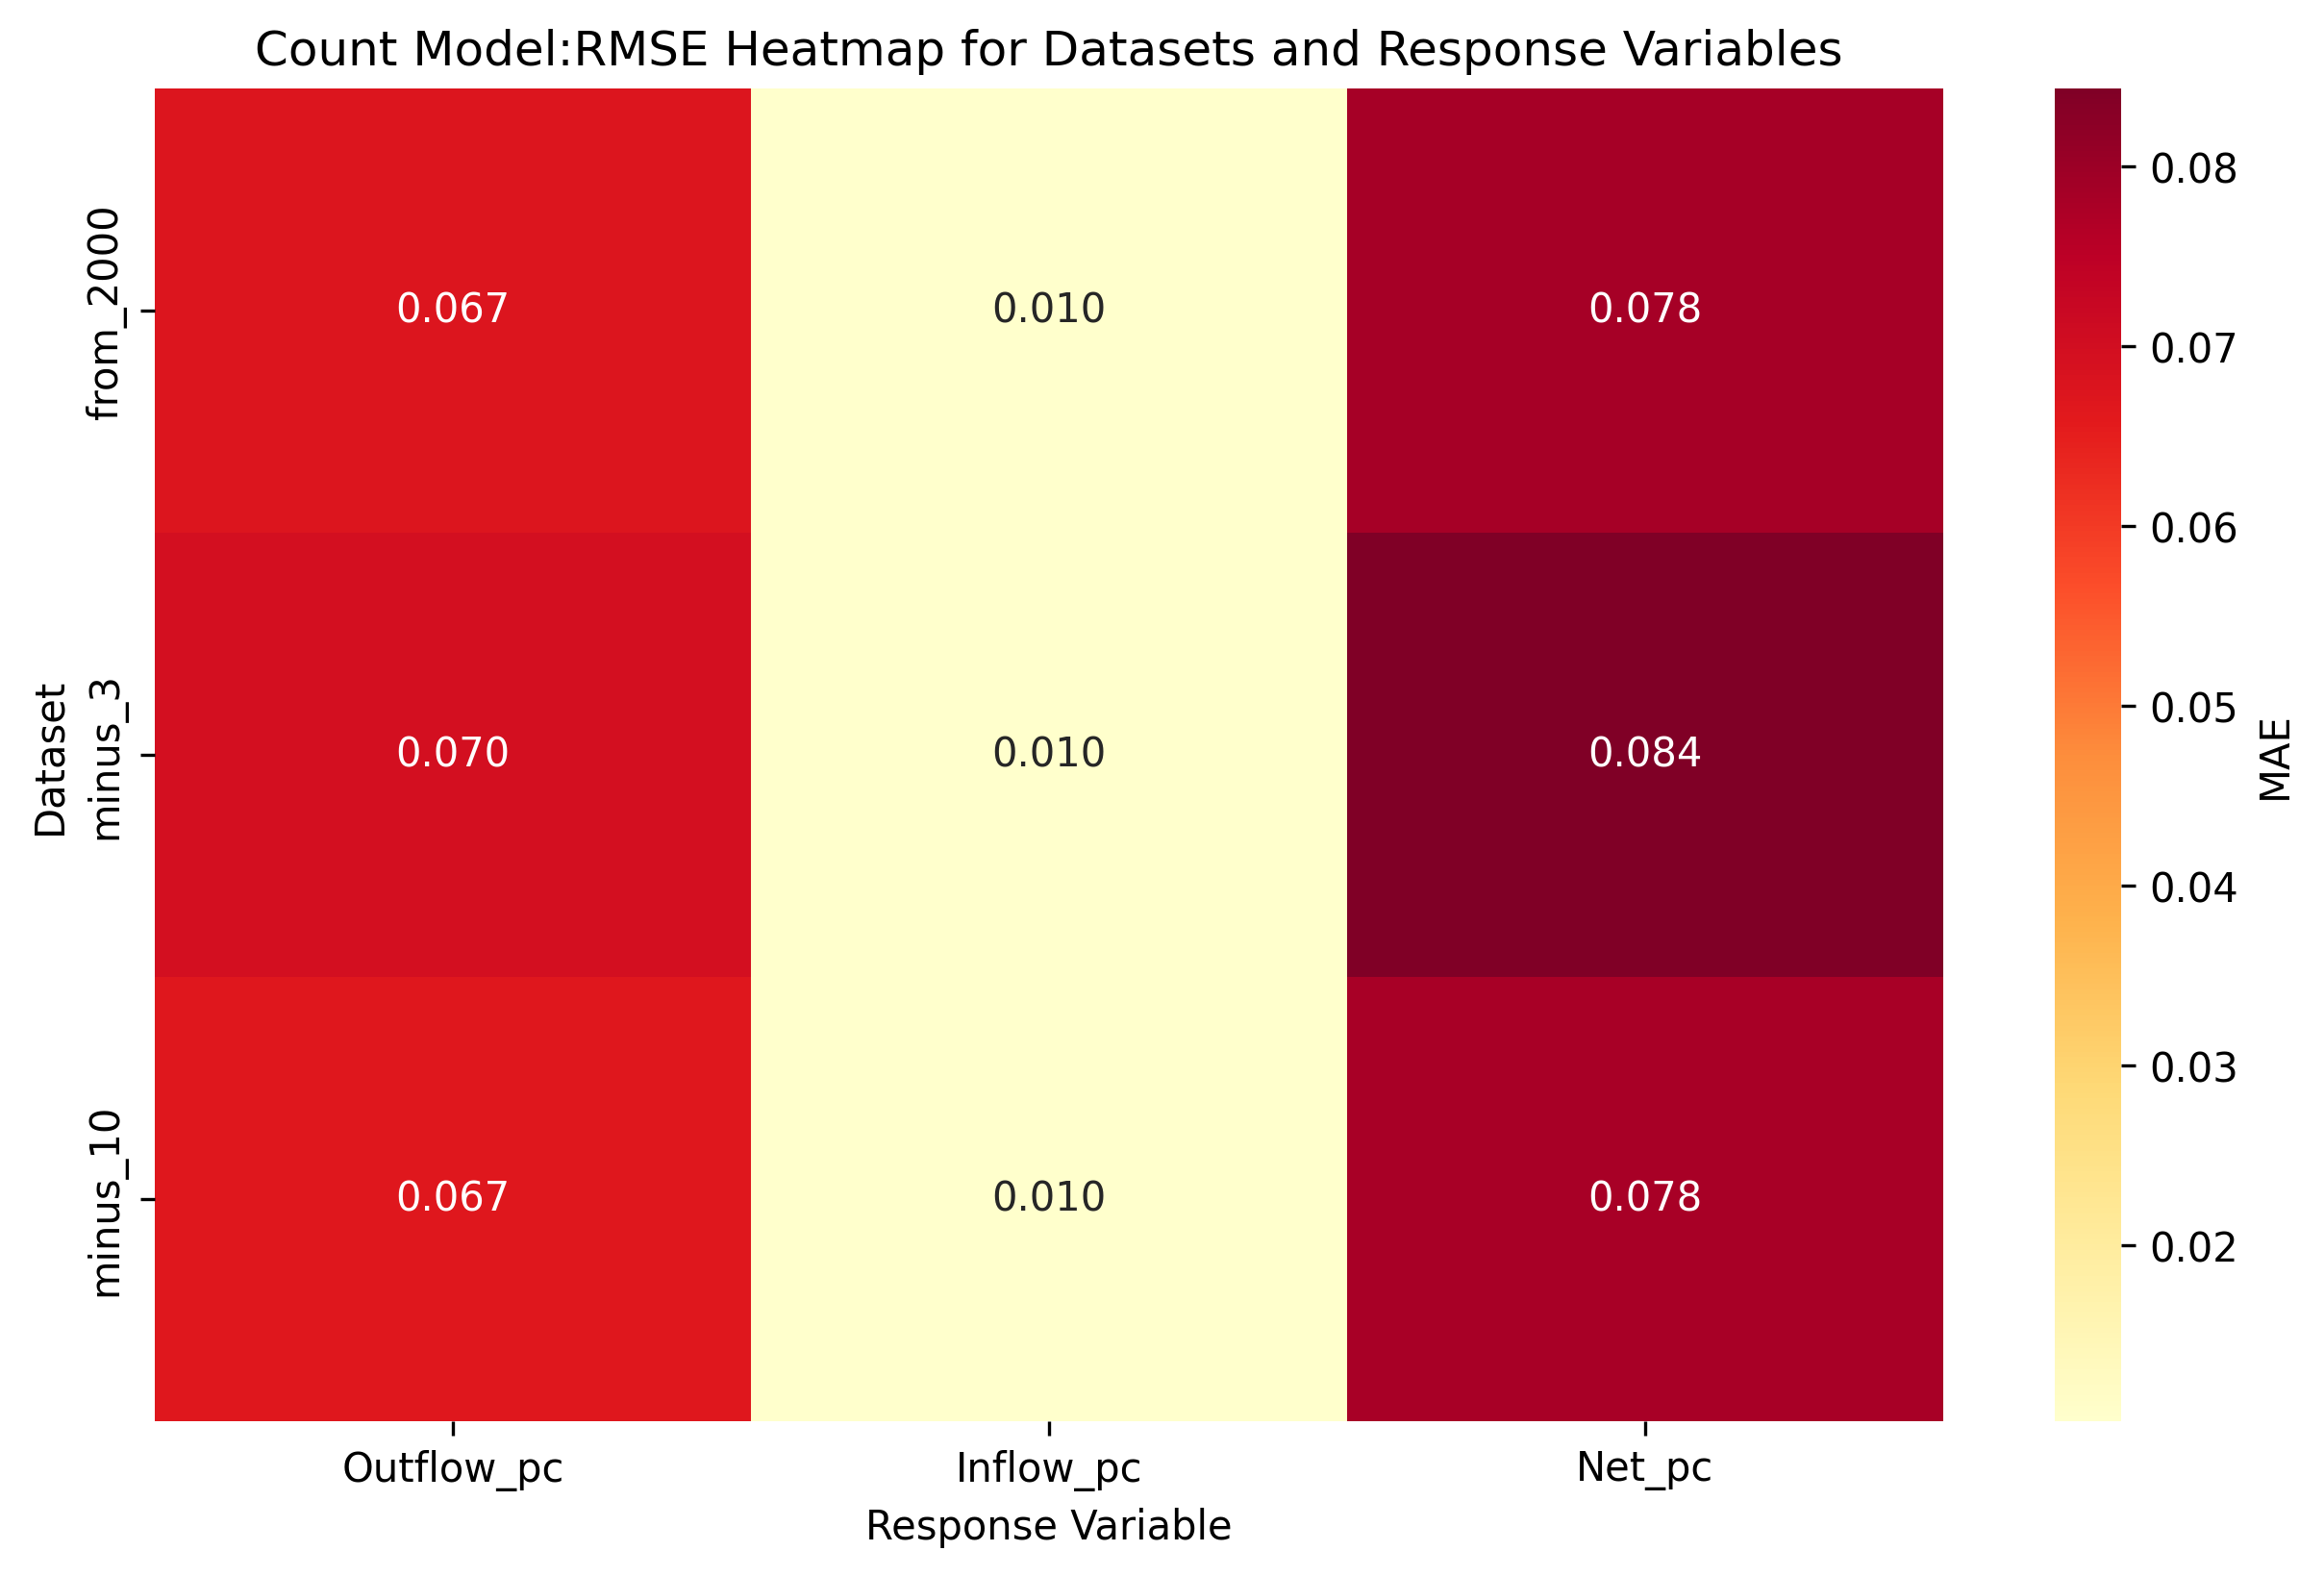 Count Model:RMSE Heatmap for Datasets and Response Variables
Dataset
from_2000
0.067
0.010
0.078
minus_3
0.070
0.010
0.084
minus_10
0.067
0.010
0.078
Outflow_pc
Inflow_pc
Net_pc
Response Variable
0.08
0.07
0.06
0.05
0.04
0.03
0.02
MAE